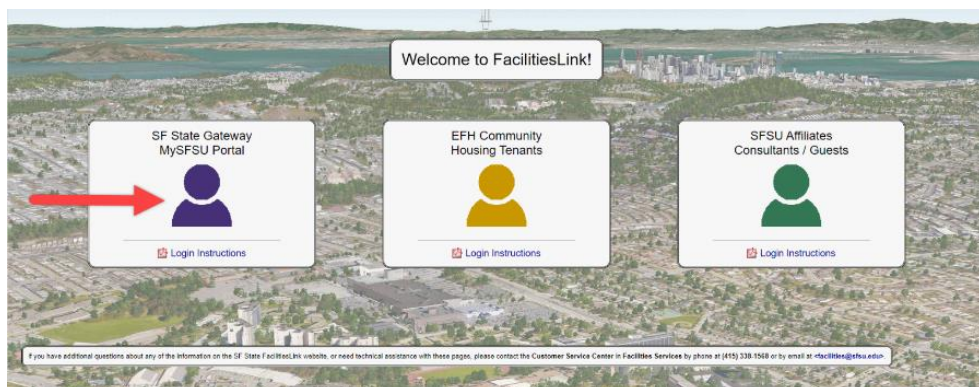 Welcome to FacilitiesLink!
SF State Gateway
MySFSU Portal
Login Instructions
EFH Community
Housing Tenants
Login Instructions
SFSU Affiliates
Consultants / Guests
Login Instructions
If you have additional questions about any of the information on the SF State FacilitiesLink website, or need technical assistance with these pages, please contact the Customer Service Center in Facilities Services by phone at (415) 338-1568 or by email at <facilities@sfsu.edu>